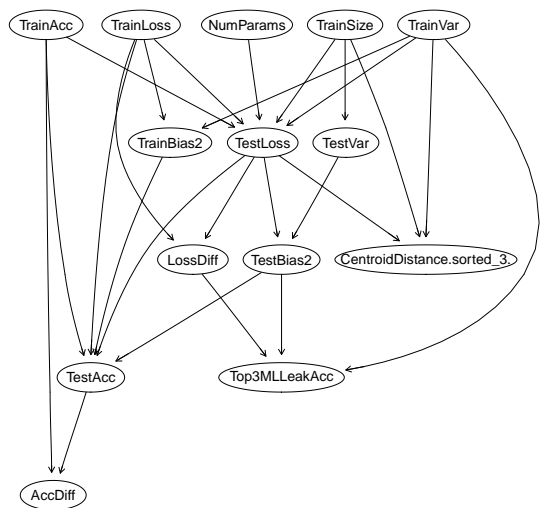 TrainAcc
TrainLoss
NumParams
TrainSize
TrainVar
TrainBias2
TestLoss
TestVar
LossDiff
TestBias2
CentroidDistance.sorted_3.
TestAcc
Top3MLLeakAcc
AccDiff